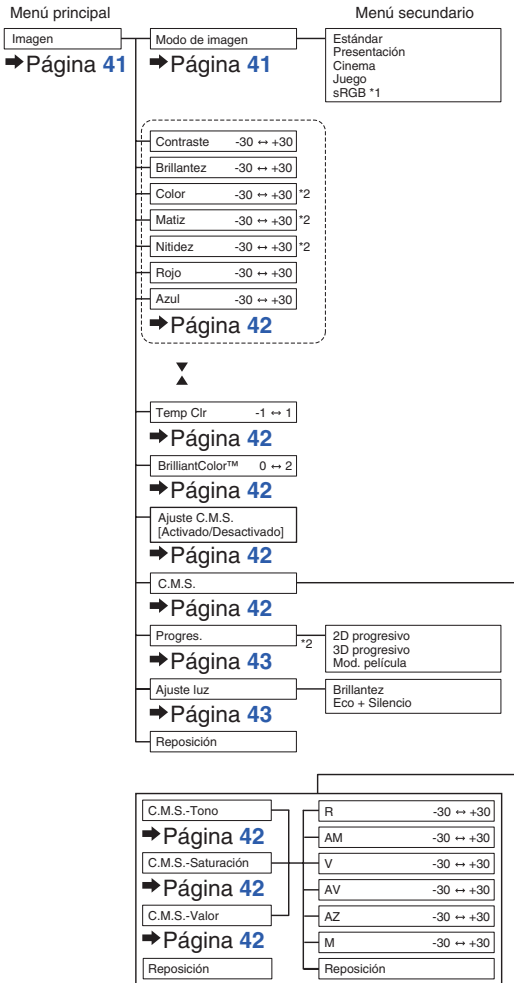 Menú principal
Menú secundario
Imagen
➡Página 41
Modo de imagen
➡Página 41
Estándar
Presentación
Cinema
Juego
sRGB *1
Contraste -30 ↔ +30
Brillantez -30 ↔ +30
Color -30 ↔ +30 *2
Matiz -30 ↔ +30 *2
Nitidez -30 ↔ +30 *2
Rojo -30 ↔ +30
Azul -30 ↔ +30
➡Página 42
Temp Clr -1 ↔ 1
➡Página 42
BrilliantColor™ 0 ↔ 2
➡Página 42
Ajuste C.M.S.
[Activado/Desactivado]
➡Página 42
C.M.S.
➡Página 42
Progres. *2
➡Página 43
2D progresivo
3D progresivo
Mod. película
Ajuste luz
➡Página 43
Brillantez
Eco + Silencio
Reposición
C.M.S.-Tono
➡Página 42
C.M.S.-Saturación
➡Página 42
C.M.S.-Valor
➡Página 42
Reposición
R -30 ↔ +30
AM -30 ↔ +30
V -30 ↔ +30
AV -30 ↔ +30
AZ -30 ↔ +30
M -30 ↔ +30
Reposición